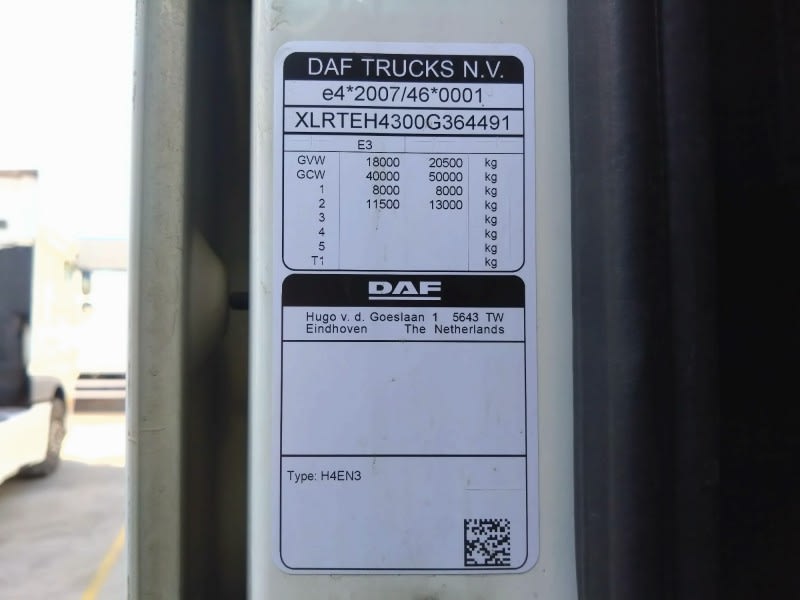 DAF TRUCKS N.V.
e4*2007/46*0001
XLRTEH4300G364491
E3
GVW 18000 20500 kg
GCW 40000 50000 kg
1 8000 8000 kg
2 11500 13000 kg
3 kg
4 kg
5 kg
T1 kg
DAF
Hugo v. d. Goeslaan 1 5643 TW
Eindhoven The Netherlands
Type: H4EN3